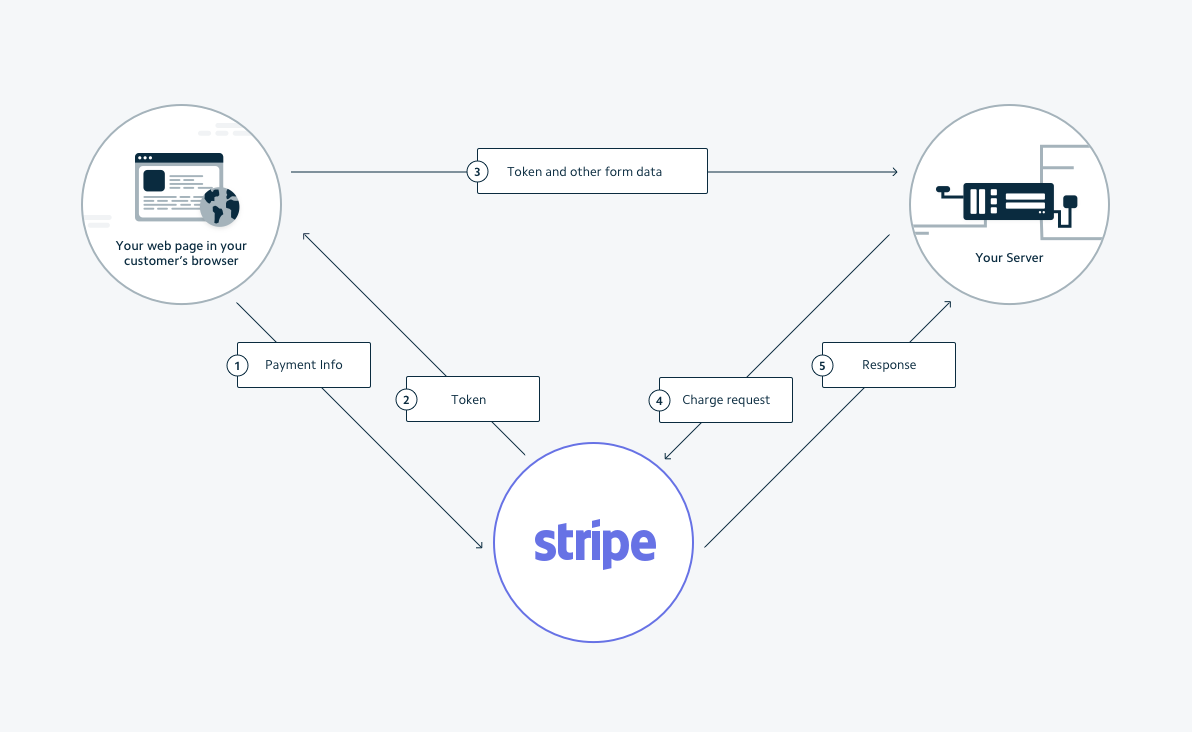 3
Token and other form data
Your web page in your
customer's browser
Your Server
1
Payment Info
5
Response
2
Token
4
Charge request
stripe